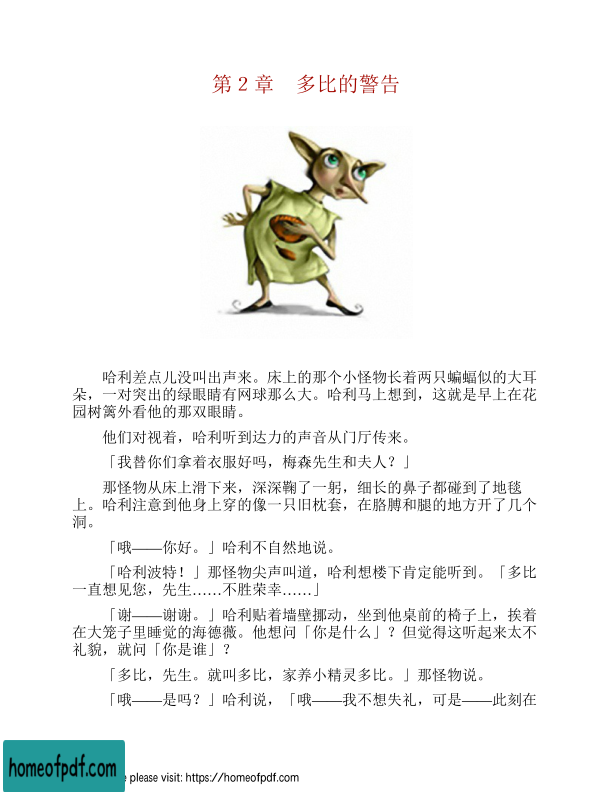 第 2 章　多比的警告
哈利差点儿没叫出声来。床上的那个小怪物长着两只蝙蝠似的大耳
朵，一对突出的绿眼睛有网球那么大。哈利马上想到，这就是早上在花
园树篱外看他的那双眼睛。
他们对视着，哈利听到达力的声音从门厅传来。
「我替你们拿着衣服好吗，梅森先生和夫人？」
那怪物从床上滑下来，深深鞠了一躬，细长的鼻子都碰到了地毯
上。哈利注意到他身上穿的像一只旧枕套，在胳膊和腿的地方开了几个
洞。
「哦——你好。」哈利不自然地说。
「哈利波特！」那怪物尖声叫道，哈利想楼下肯定能听到。「多比
一直想见您，先生……不胜荣幸……」
「谢——谢谢。」哈利贴着墙壁挪动，坐到他桌前的椅子上，挨着
在大笼子里睡觉的海德薇。他想问「你是什么」？但觉得这听起来太不
礼貌，就问「你是谁」？
「多比，先生。就叫多比，家养小精灵多比。」那怪物说。
「哦——是吗？」哈利说，「哦——我不想失礼，可是——此刻在
homeofpdf.com
e please visit: https://homeofpdf.com